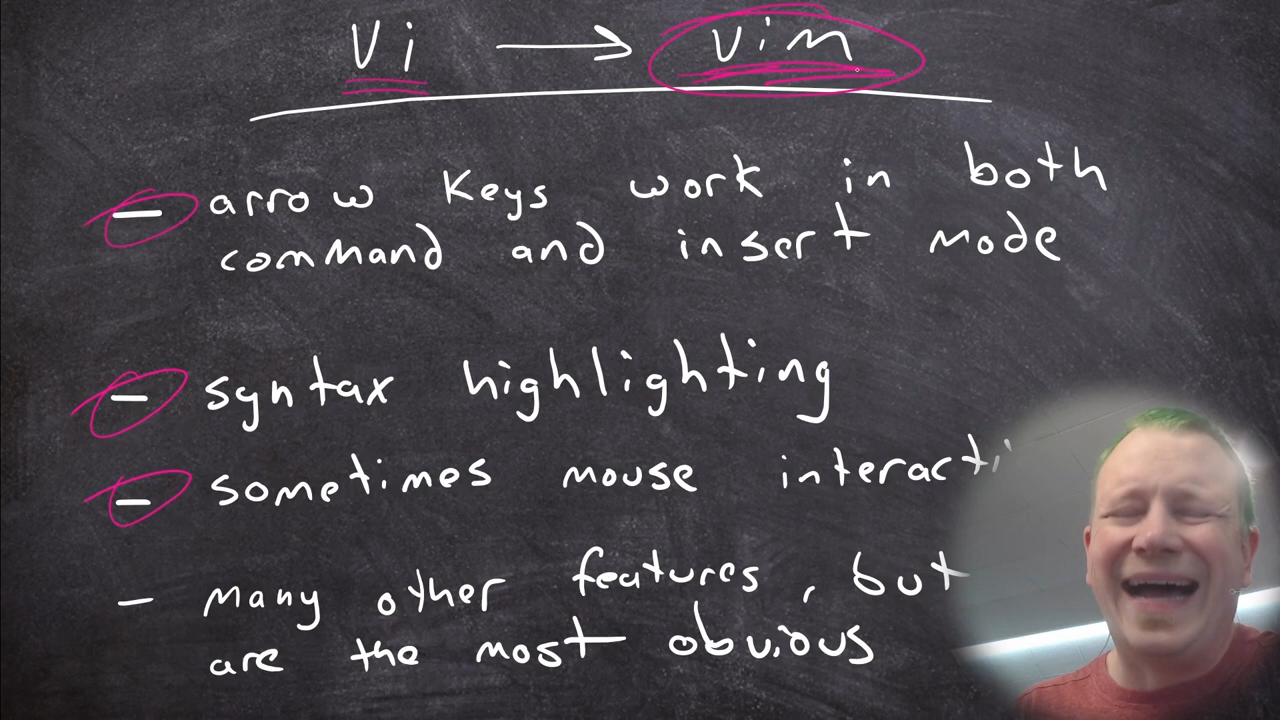 Vi → vim
- arrow keys work in both
command and insert mode
- syntax highlighting
- sometimes mouse
- many other features, but
are the most obvious